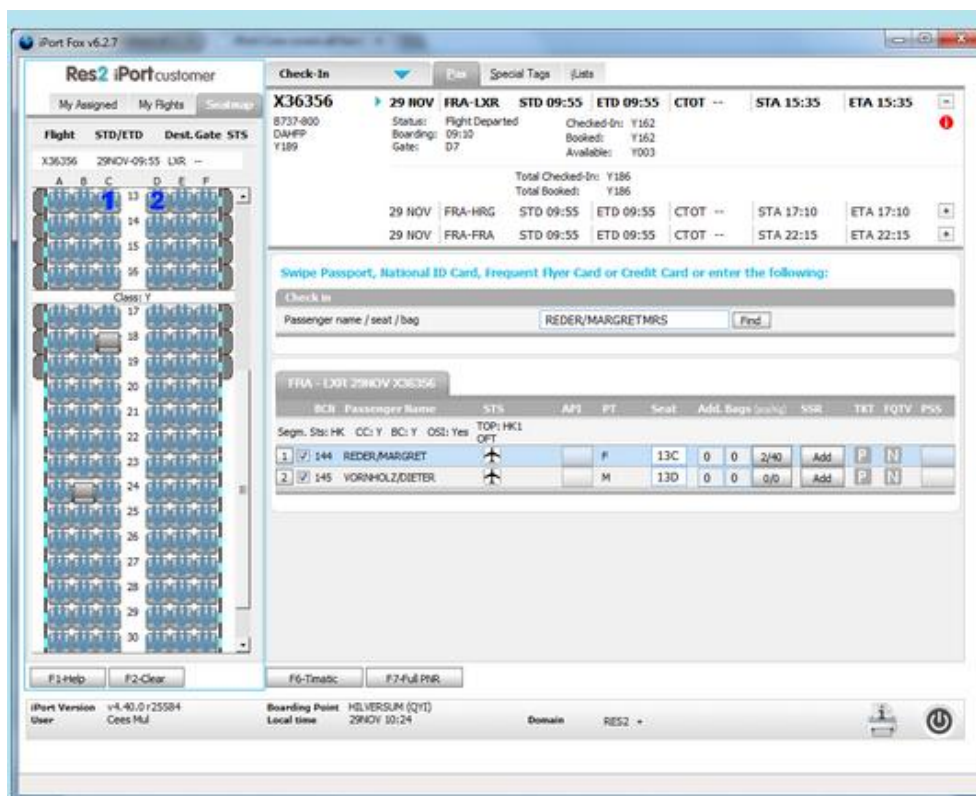 iPort Fox v6.2.7
Res2 iPortcustomer
My Assigned My Flights Seatmap
Flight STD/ETD Dest. Gate STS
X36356 29NOV-09:55 LXR --
A B C D E F
1 13 2
14
15
16
Class: Y
17
18
19
20
21
22
23
24
25
26
27
28
29
30
F1-Help F2-Clear
Check-In Pax Special Tags iLists
X36356 29 NOV FRA-LXR STD 09:55 ETD 09:55 CTOT -- STA 15:35 ETA 15:35
B737-800 Status: Flight Departed Checked-In: Y162
DAHFP Boarding: 09:10 Booked: Y162
Y189 Gate: D7 Available: Y003
Total Checked-In: Y186
Total Booked: Y186
29 NOV FRA-HRG STD 09:55 ETD 09:55 CTOT -- STA 17:10 ETA 17:10
29 NOV FRA-FRA STD 09:55 ETD 09:55 CTOT -- STA 22:15 ETA 22:15
Swipe Passport, National ID Card, Frequent Flyer Card or Credit Card or enter the following:
Check in
Passenger name / seat / bag REDER/MARGRETMRS Find
FRA - LXR 29NOV X36356
BCN Passenger Name STS API PT Seat Add. Bags SSR TKT FQTV PSS
Segm. Sts: HK CC: Y BC: Y OSI: Yes TOP: HK1
OFT
1 144 REDER/MARGRET F 13C 0 0 2/40 Add P N
2 145 VORNHOLZ/DIETER M 13D 0 0 0/0 Add P N
F6-Timatic F7-Full PNR
iPort Version v4.40.0 r25584 Boarding Point HILVERSUM (QYI)
User Cees Mul Local time 29NOV 10:24 Domain RES2